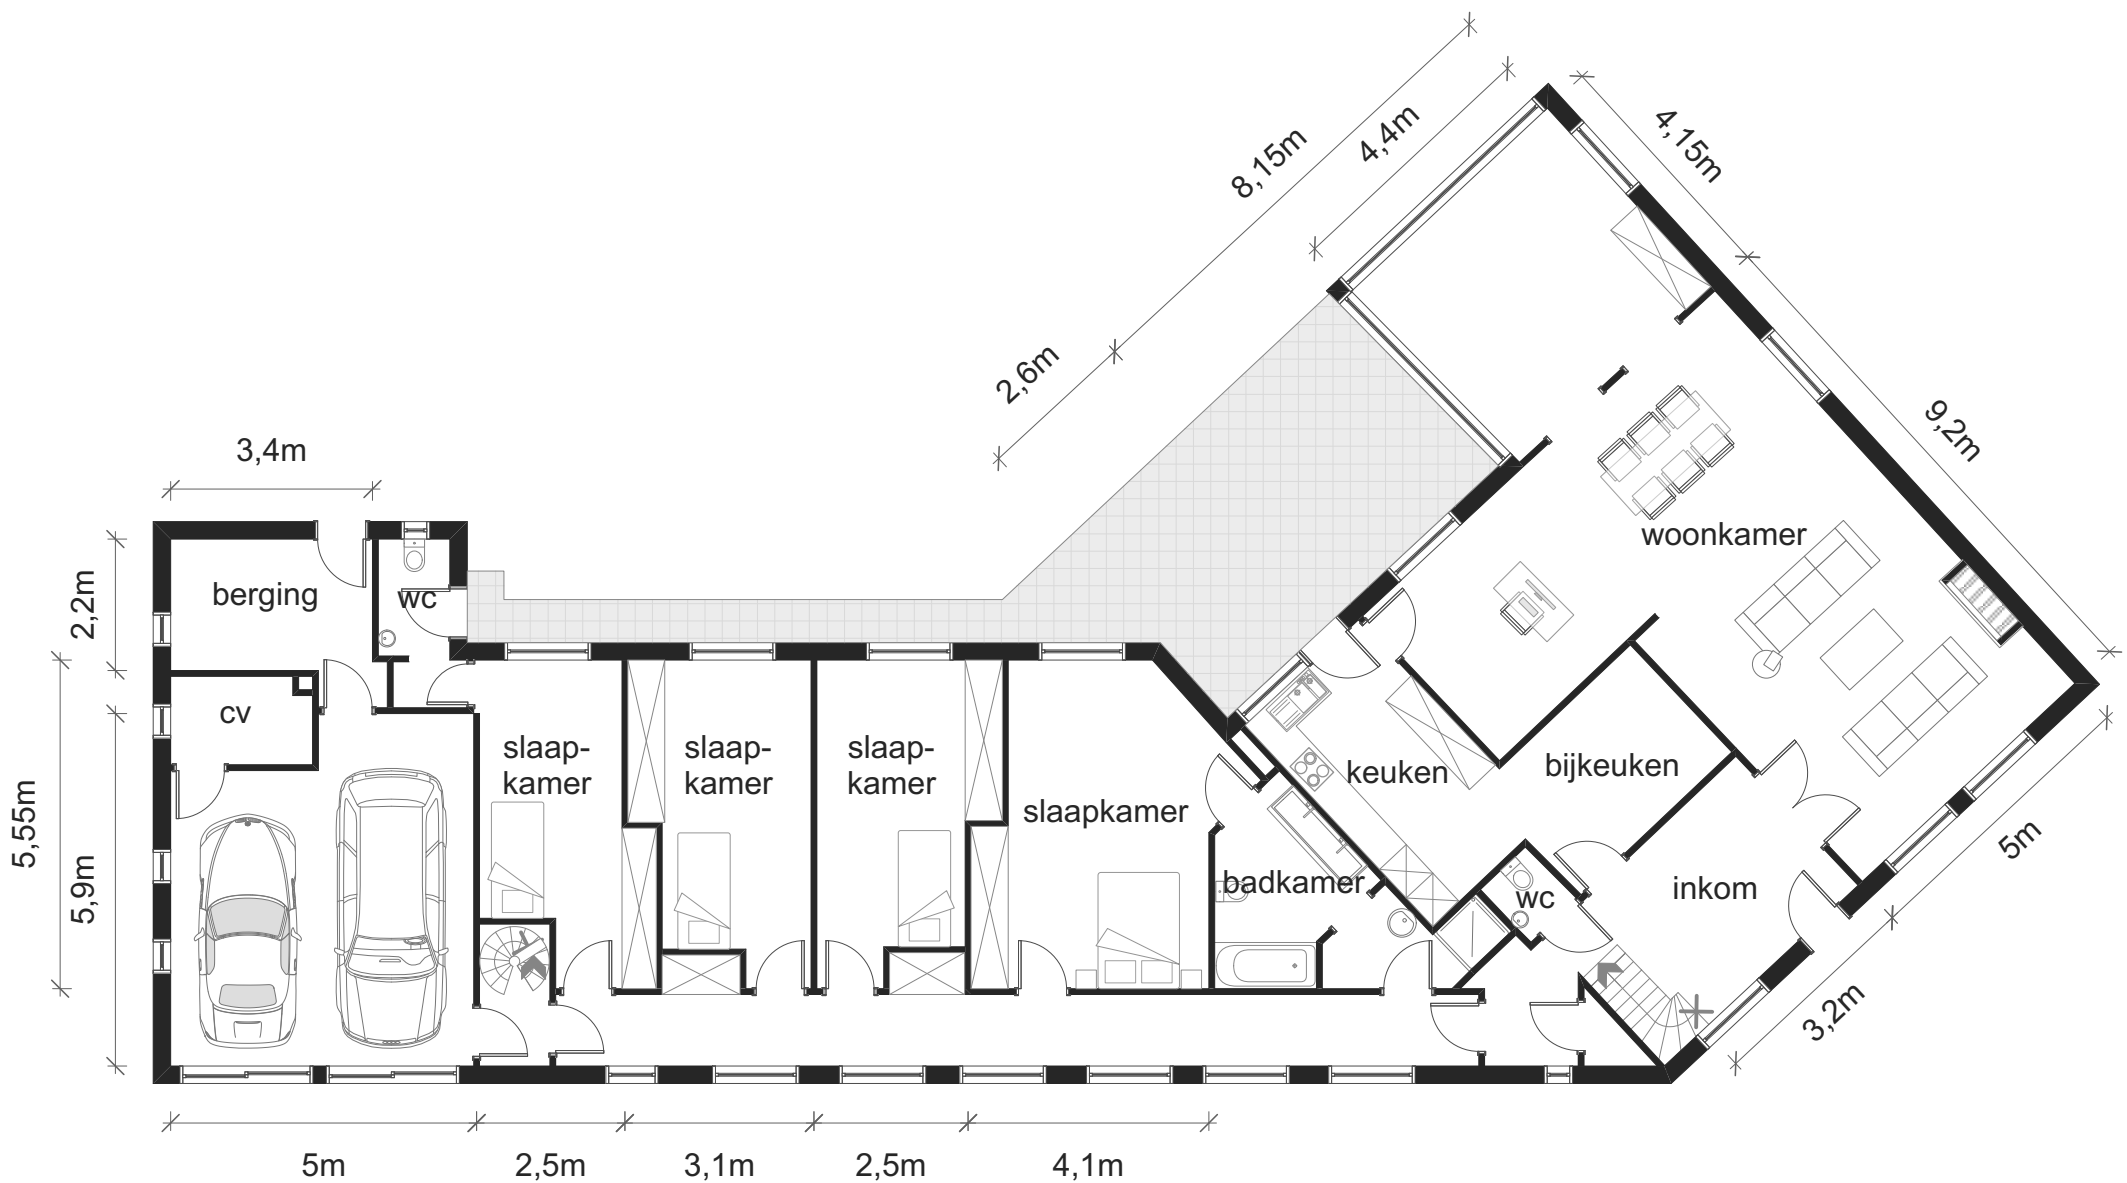 4,15m
4,4m
8,15m
2,6m
9,2m
3,4m
woonkamer
berging
wc
2,2m
cv
slaap-
kamer
slaap-
kamer
slaap-
kamer
slaapkamer
keuken
bijkeuken
5,55m
5,9m
badkamer
wc
inkom
5m
3,2m
5m
2,5m
3,1m
2,5m
4,1m